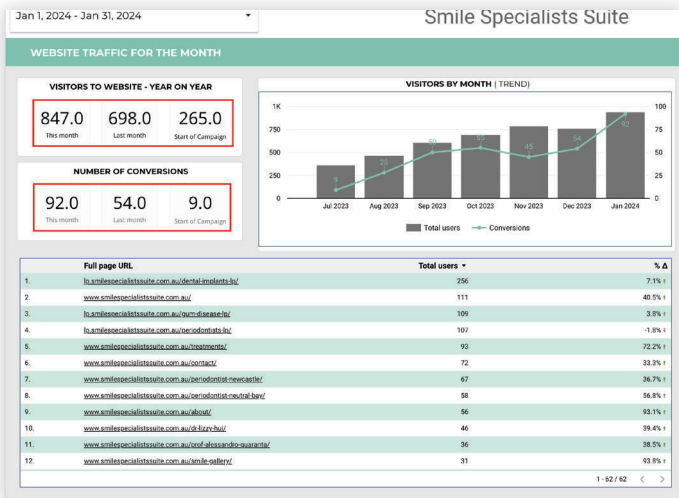 Jan 1, 2024 - Jan 31, 2024
Smile Specialists Suite
WEBSITE TRAFFIC FOR THE MONTH
VISITORS TO WEBSITE - YEAR ON YEAR
847.0 698.0 265.0
This month Last month Start of Campaign
NUMBER OF CONVERSIONS
92.0 54.0 9.0
This month Last month Start of Campaign
VISITORS BY MONTH ( TREND)
1K 100
750 75
500 50
250 25
0 0
9 28 50 55 45 54 92
Jul 2023 Aug 2023 Sep 2023 Oct 2023 Nov 2023 Dec 2023 Jan 2024
Total users Conversions
Full page URL Total users % Δ
1. lp.smilespecialistssuite.com.au/dental-implants-lp/ 256 7.1%
2. www.smilespecialistssuite.com.au/ 111 40.5%
3. lp.smilespecialistssuite.com.au/gum-disease-lp/ 109 3.8%
4. lp.smilespecialistssuite.com.au/periodontists-lp/ 107 -1.8%
5. www.smilespecialistssuite.com.au/treatments/ 93 72.2%
6. www.smilespecialistssuite.com.au/contact/ 72 33.3%
7. www.smilespecialistssuite.com.au/periodontist-newcastle/ 67 36.7%
8. www.smilespecialistssuite.com.au/periodontist-neutral-bay/ 58 56.8%
9. www.smilespecialistssuite.com.au/about/ 56 93.1%
10. www.smilespecialistssuite.com.au/dr-lizzy-hui/ 46 39.4%
11. www.smilespecialistssuite.com.au/prof-alessandro-quaranta/ 36 38.5%
12. www.smilespecialistssuite.com.au/smile-gallery/ 31 93.8%
1 - 62 / 62